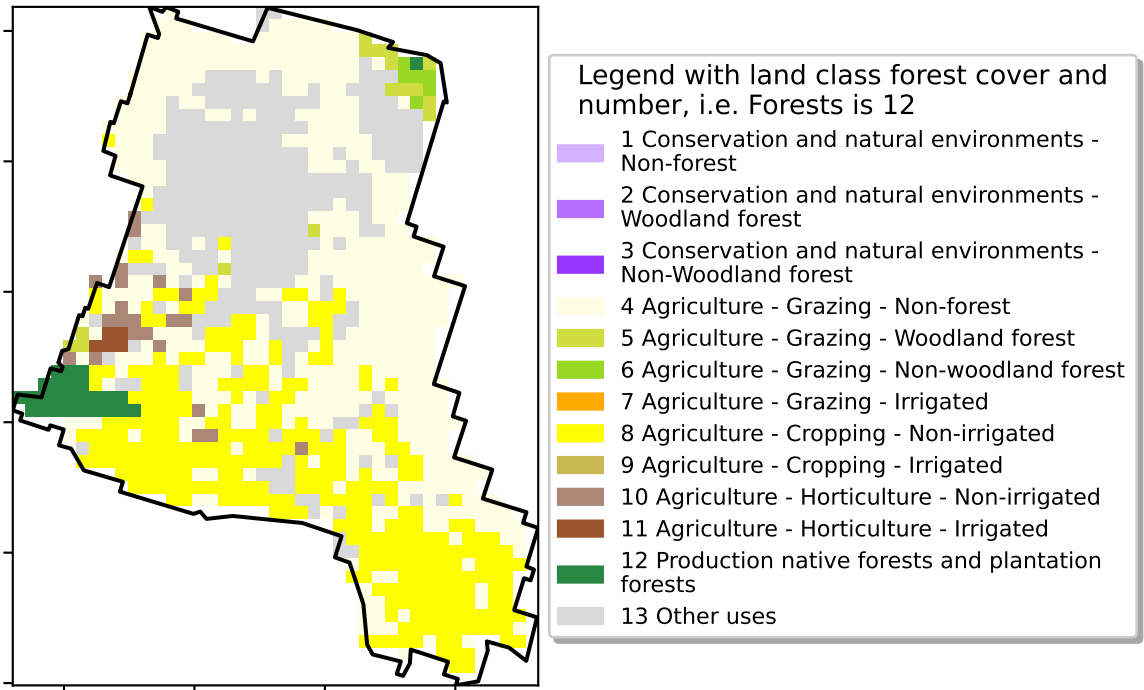 Legend with land class forest cover and
number, i.e. Forests is 12
1 Conservation and natural environments -
Non-forest
2 Conservation and natural environments -
Woodland forest
3 Conservation and natural environments -
Non-Woodland forest
4 Agriculture - Grazing - Non-forest
5 Agriculture - Grazing - Woodland forest
6 Agriculture - Grazing - Non-woodland forest
7 Agriculture - Grazing - Irrigated
8 Agriculture - Cropping - Non-irrigated
9 Agriculture - Cropping - Irrigated
10 Agriculture - Horticulture - Non-irrigated
11 Agriculture - Horticulture - Irrigated
12 Production native forests and plantation
forests
13 Other uses